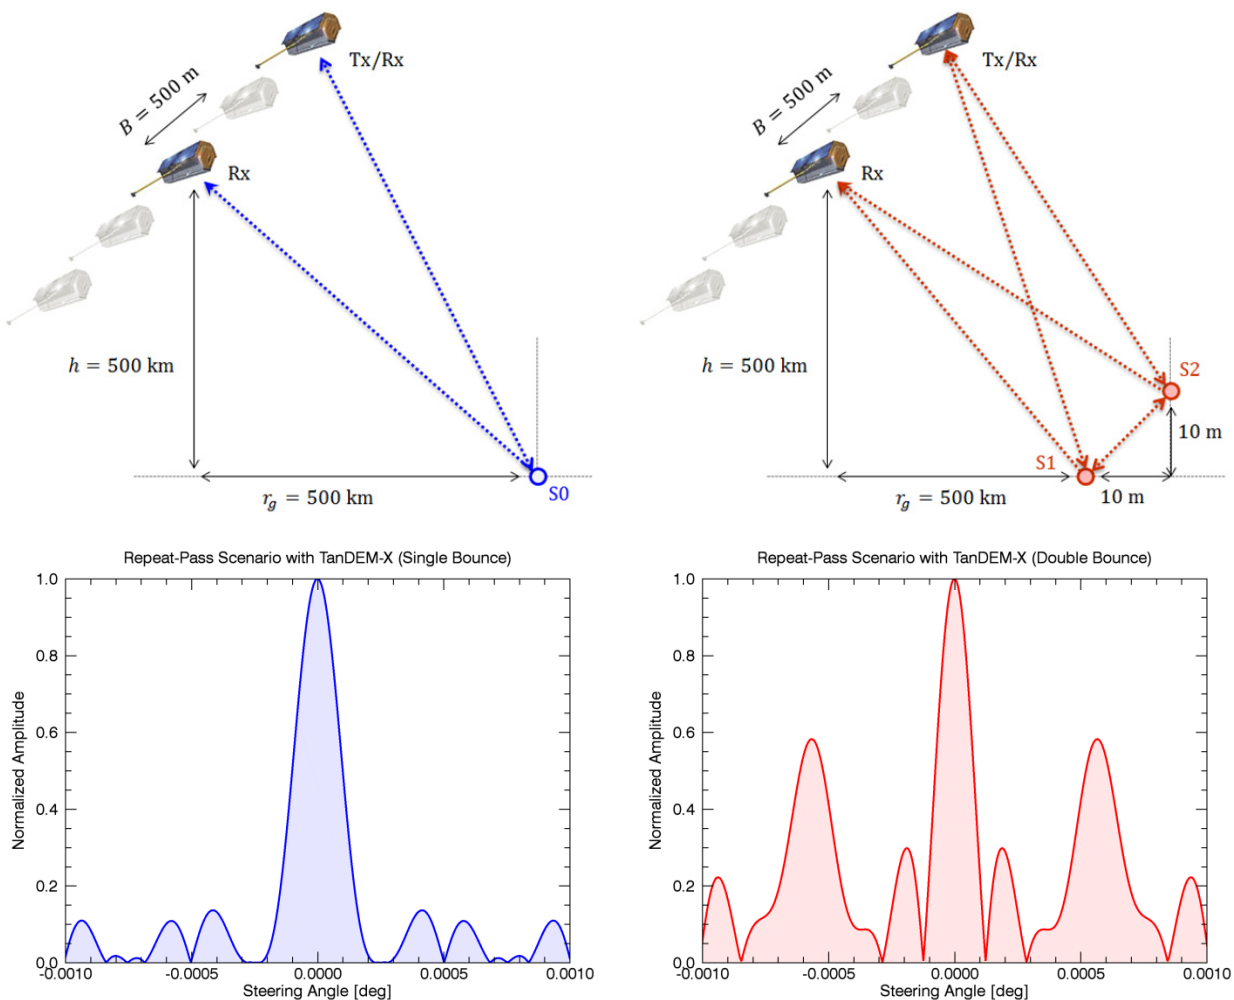 Tx/Rx
B = 500 m
Rx
h = 500 km
r_g = 500 km
S0
Tx/Rx
B = 500 m
Rx
h = 500 km
S2
10 m
S1
r_g = 500 km
10 m
Repeat-Pass Scenario with TanDEM-X (Single Bounce)
1.0
0.8
0.6
0.4
0.2
0.0
Normalized Amplitude
-0.0010
-0.0005
0.0000
0.0005
0.0010
Steering Angle [deg]
Repeat-Pass Scenario with TanDEM-X (Double Bounce)
1.0
0.8
0.6
0.4
0.2
0.0
Normalized Amplitude
-0.0010
-0.0005
0.0000
0.0005
0.0010
Steering Angle [deg]